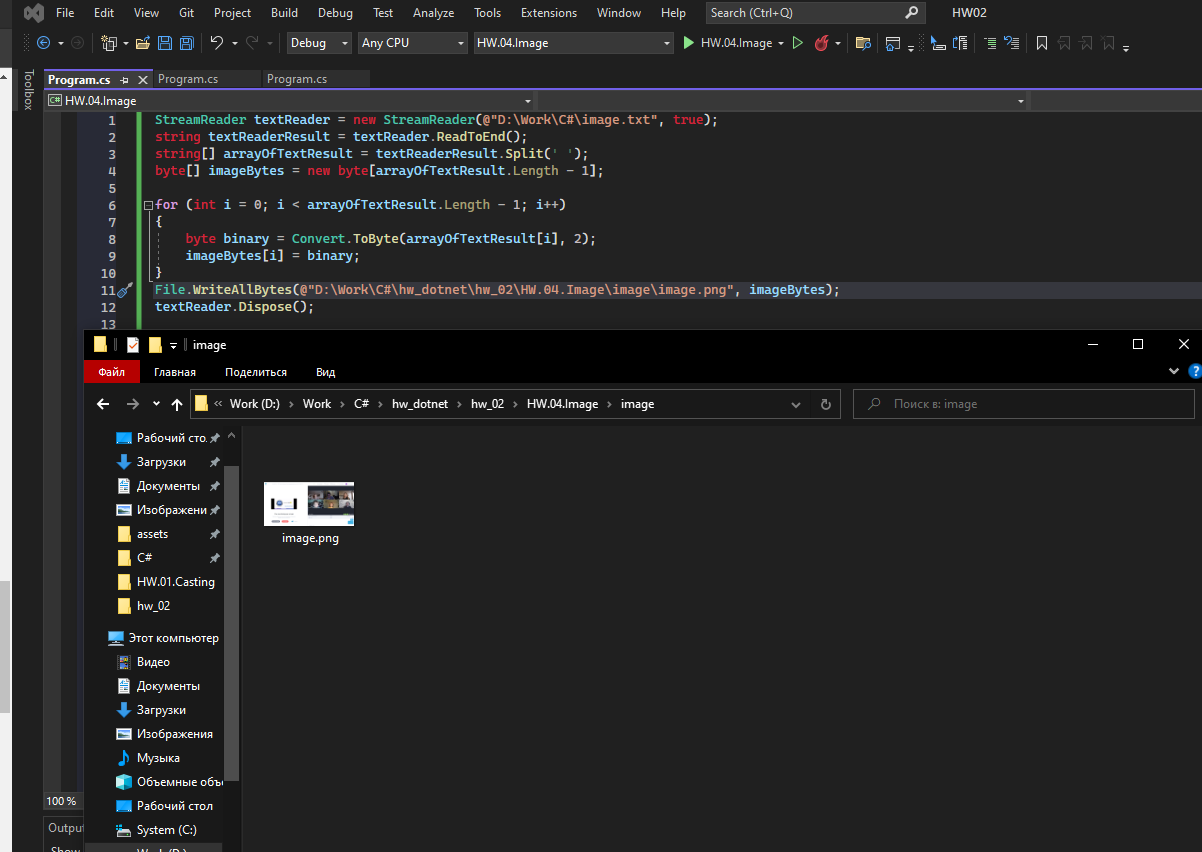 File Edit View Git Project Build Debug Test Analyze Tools Extensions Window Help Search (Ctrl+Q) HW02
Debug Any CPU HW.04.Image HW.04.Image
Toolbox
Program.cs Program.cs Program.cs
C# HW.04.Image
1 StreamReader textReader = new StreamReader(@"D:\Work\C#\image.txt", true);
2 string textReaderResult = textReader.ReadToEnd();
3 string[] arrayOfTextResult = textReaderResult.Split(' ');
4 byte[] imageBytes = new byte[arrayOfTextResult.Length - 1];
5
6 for (int i = 0; i < arrayOfTextResult.Length - 1; i++)
7 {
8 byte binary = Convert.ToByte(arrayOfTextResult[i], 2);
9 imageBytes[i] = binary;
10 }
11 File.WriteAllBytes(@"D:\Work\C#\hw_dotnet\hw_02\HW.04.Image\image\image.png", imageBytes);
12 textReader.Dispose();
13
image
Файл Главная Поделиться Вид
« Work (D:) › Work › C# › hw_dotnet › hw_02 › HW.04.Image › image
Поиск в: image
Рабочий сто
Загрузки
Документы
Изображени
assets
C#
HW.01.Casting
hw_02
Этот компьютер
Видео
Документы
Загрузки
Изображения
Музыка
Объемные объ
Рабочий стол
System (C:)
image.png
100 %
Outpu